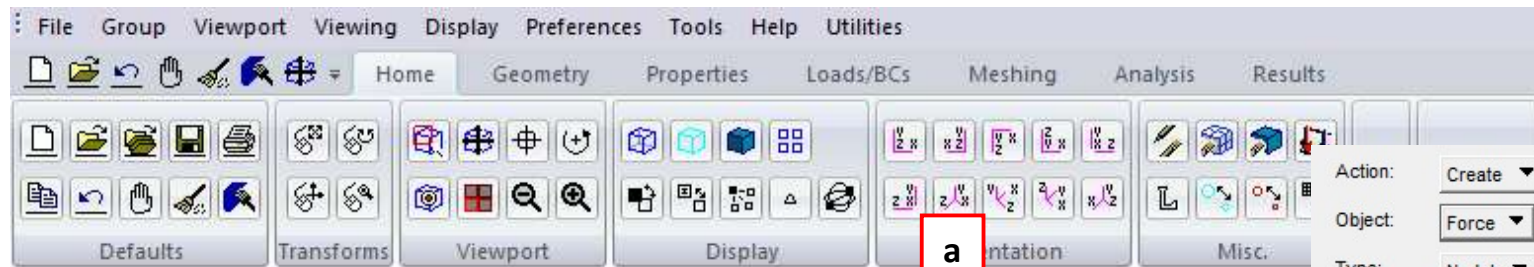 File Group Viewport Viewing Display Preferences Tools Help Utilities
Home Geometry Properties Loads/BCs Meshing Analysis Results
Action: Create
Object: Force
Defaults Transforms Viewport Display a ntation Misc.